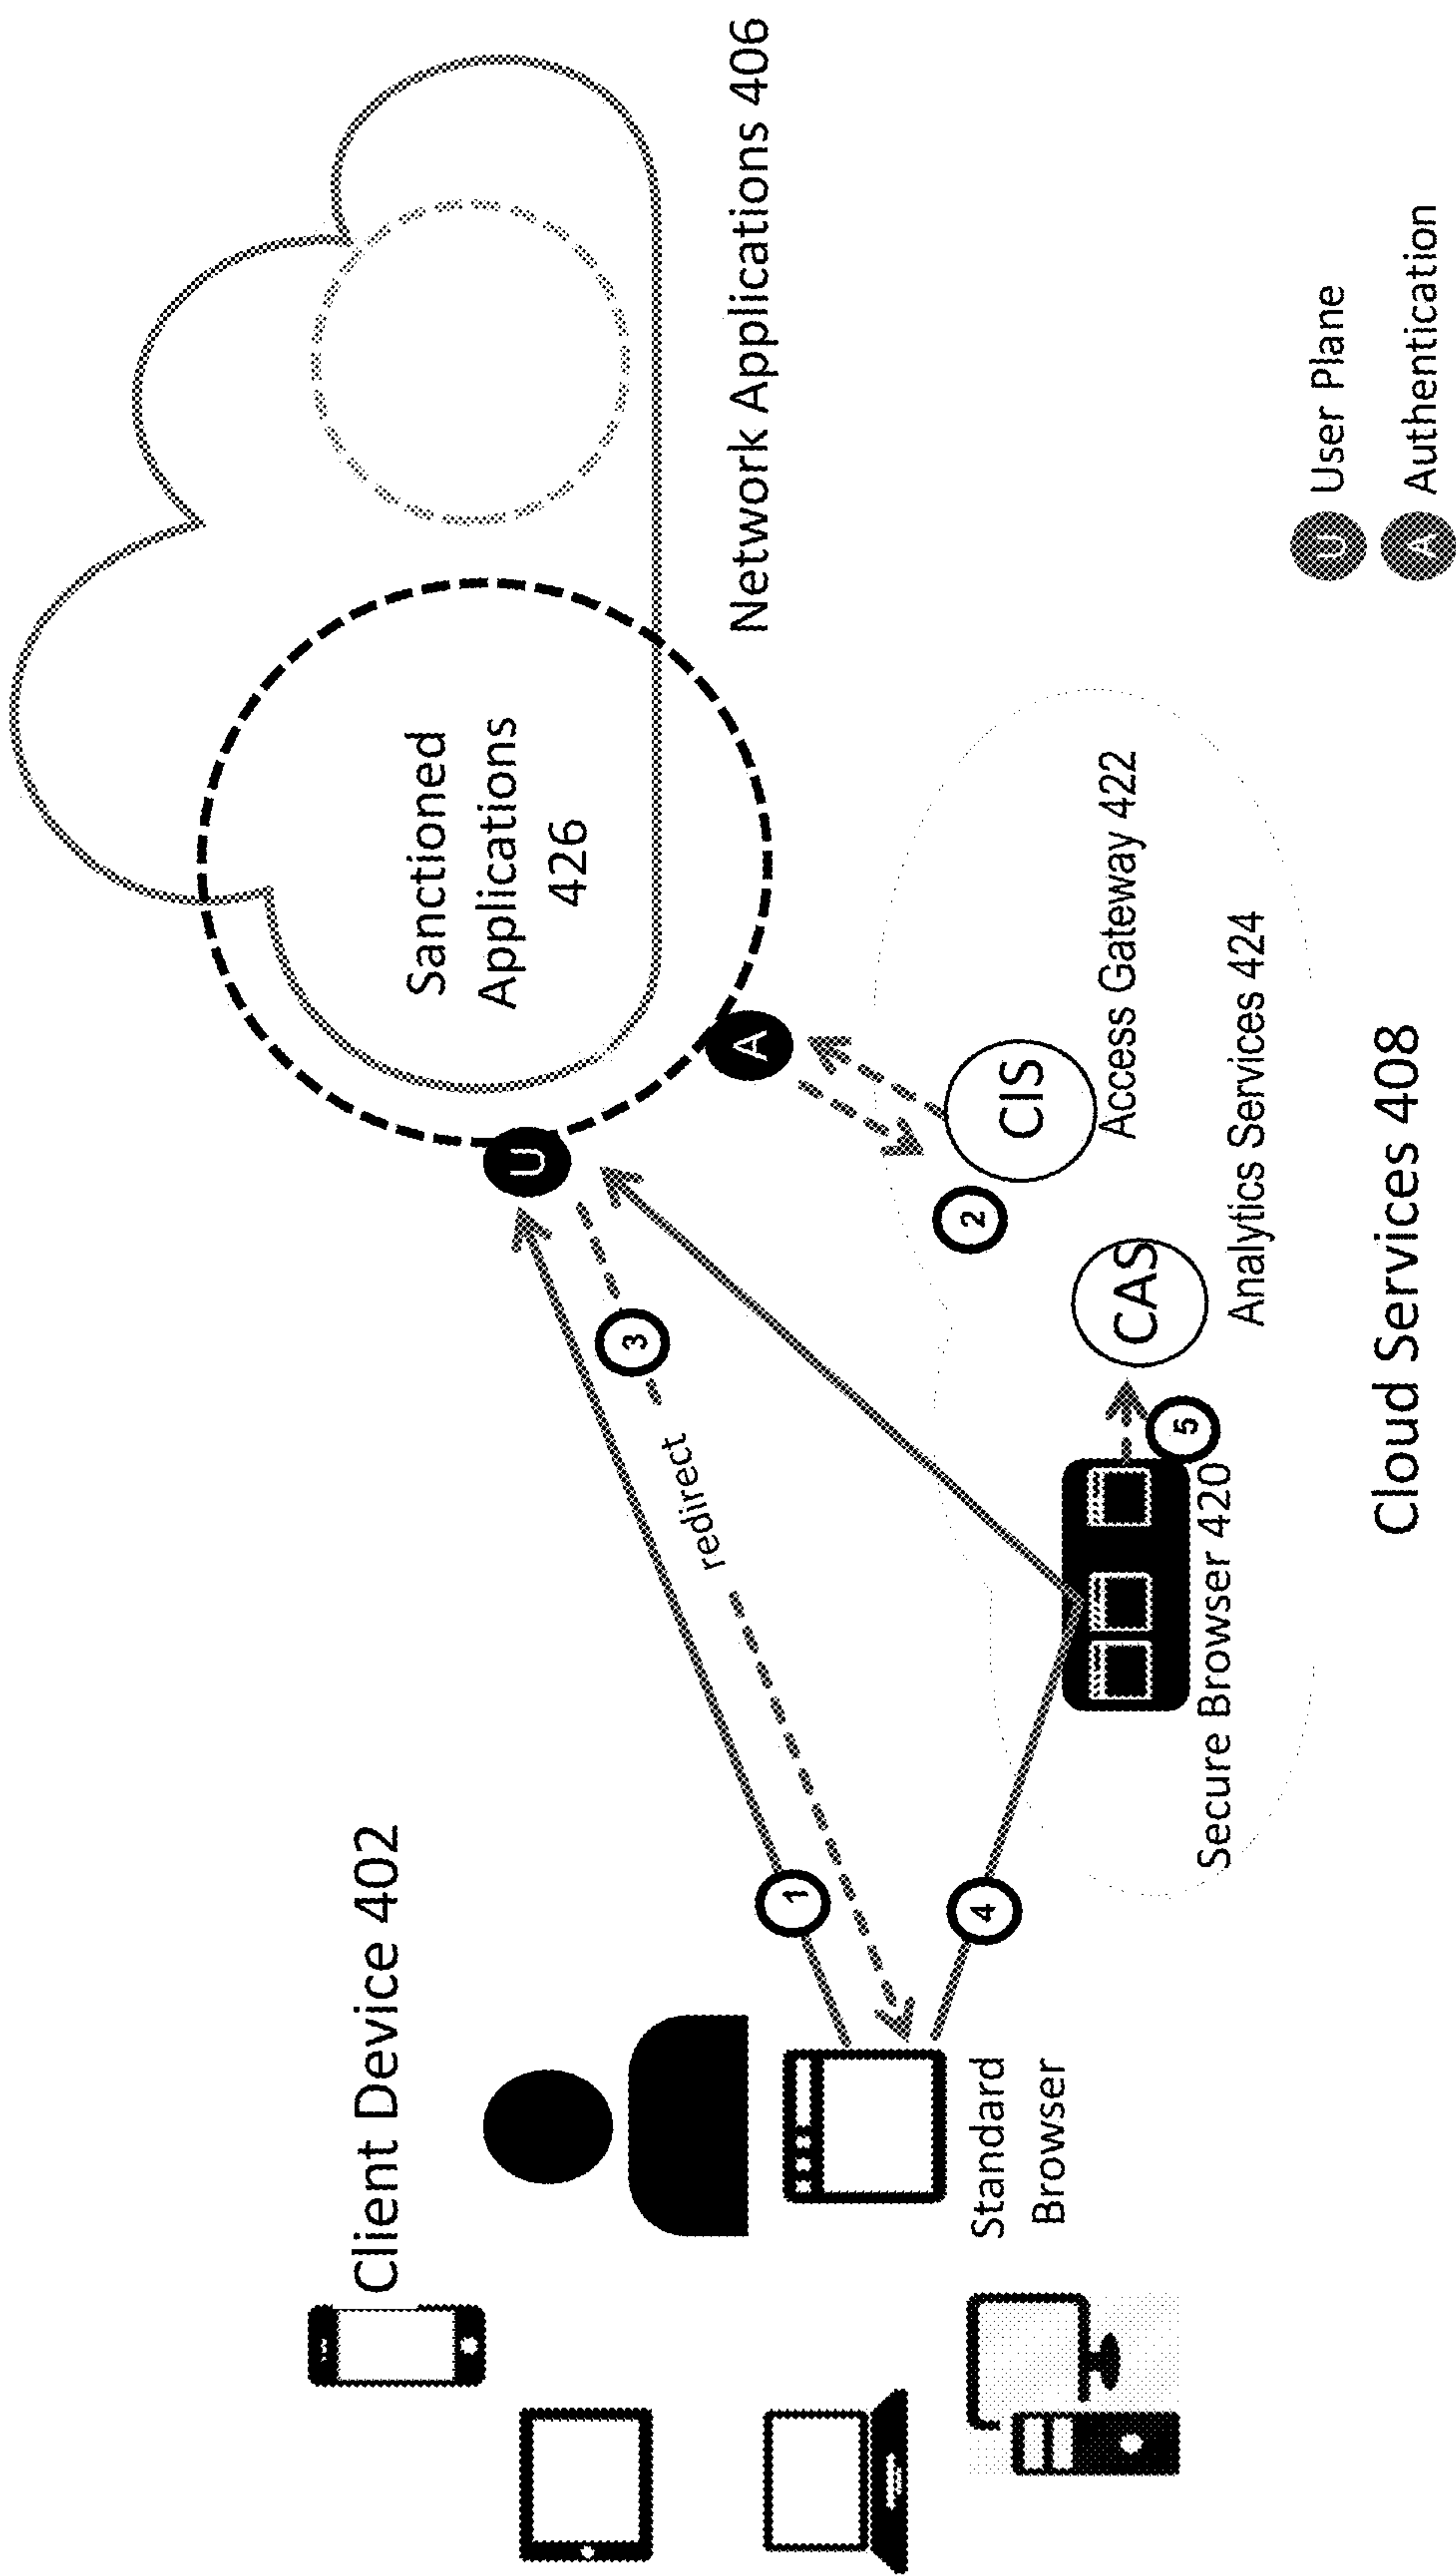 Client Device 402
Standard
Browser
1
redirect
3
4
U
A
Sanctioned
Applications
426
Network Applications 406
2
CIS
Access Gateway 422
CAS
Analytics Services 424
5
Secure Browser 420
Cloud Services 408
U User Plane
A Authentication